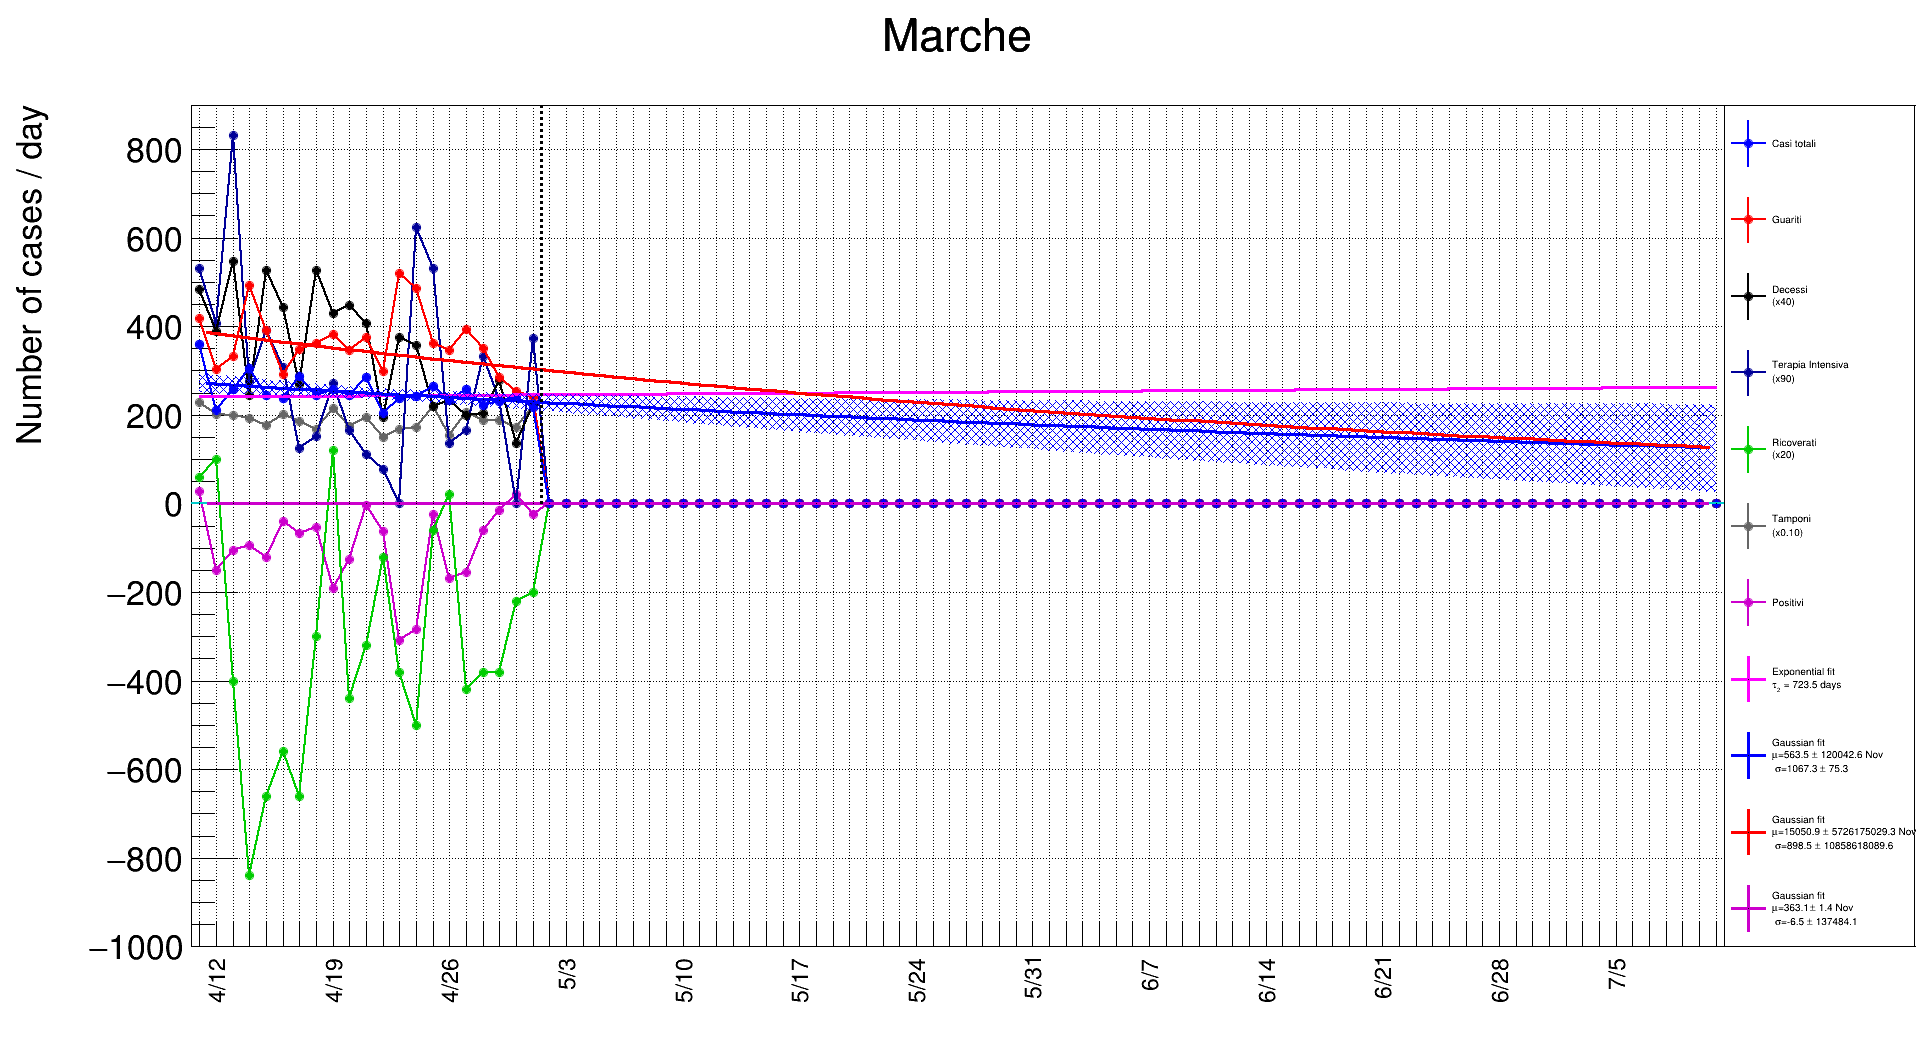 Marche
Number of cases / day
800
600
400
200
0
−200
−400
−600
−800
−1000
4/12
4/19
4/26
5/3
5/10
5/17
5/24
5/31
6/7
6/14
6/21
6/28
7/5
Casi totali
Guariti
Decessi
(x40)
Terapia Intensiva
(x90)
Ricoverati
(x20)
Tamponi
(x0.10)
Positivi
Exponential fit
τ₂ = 723.5 days
Gaussian fit
μ=563.5 ± 120042.6 Nov
σ=1067.3 ± 75.3
Gaussian fit
μ=15050.9 ± 5726175029.3 Nov
σ=898.5 ± 10858618089.6
Gaussian fit
μ=363.1± 1.4 Nov
σ=-6.5 ± 137484.1